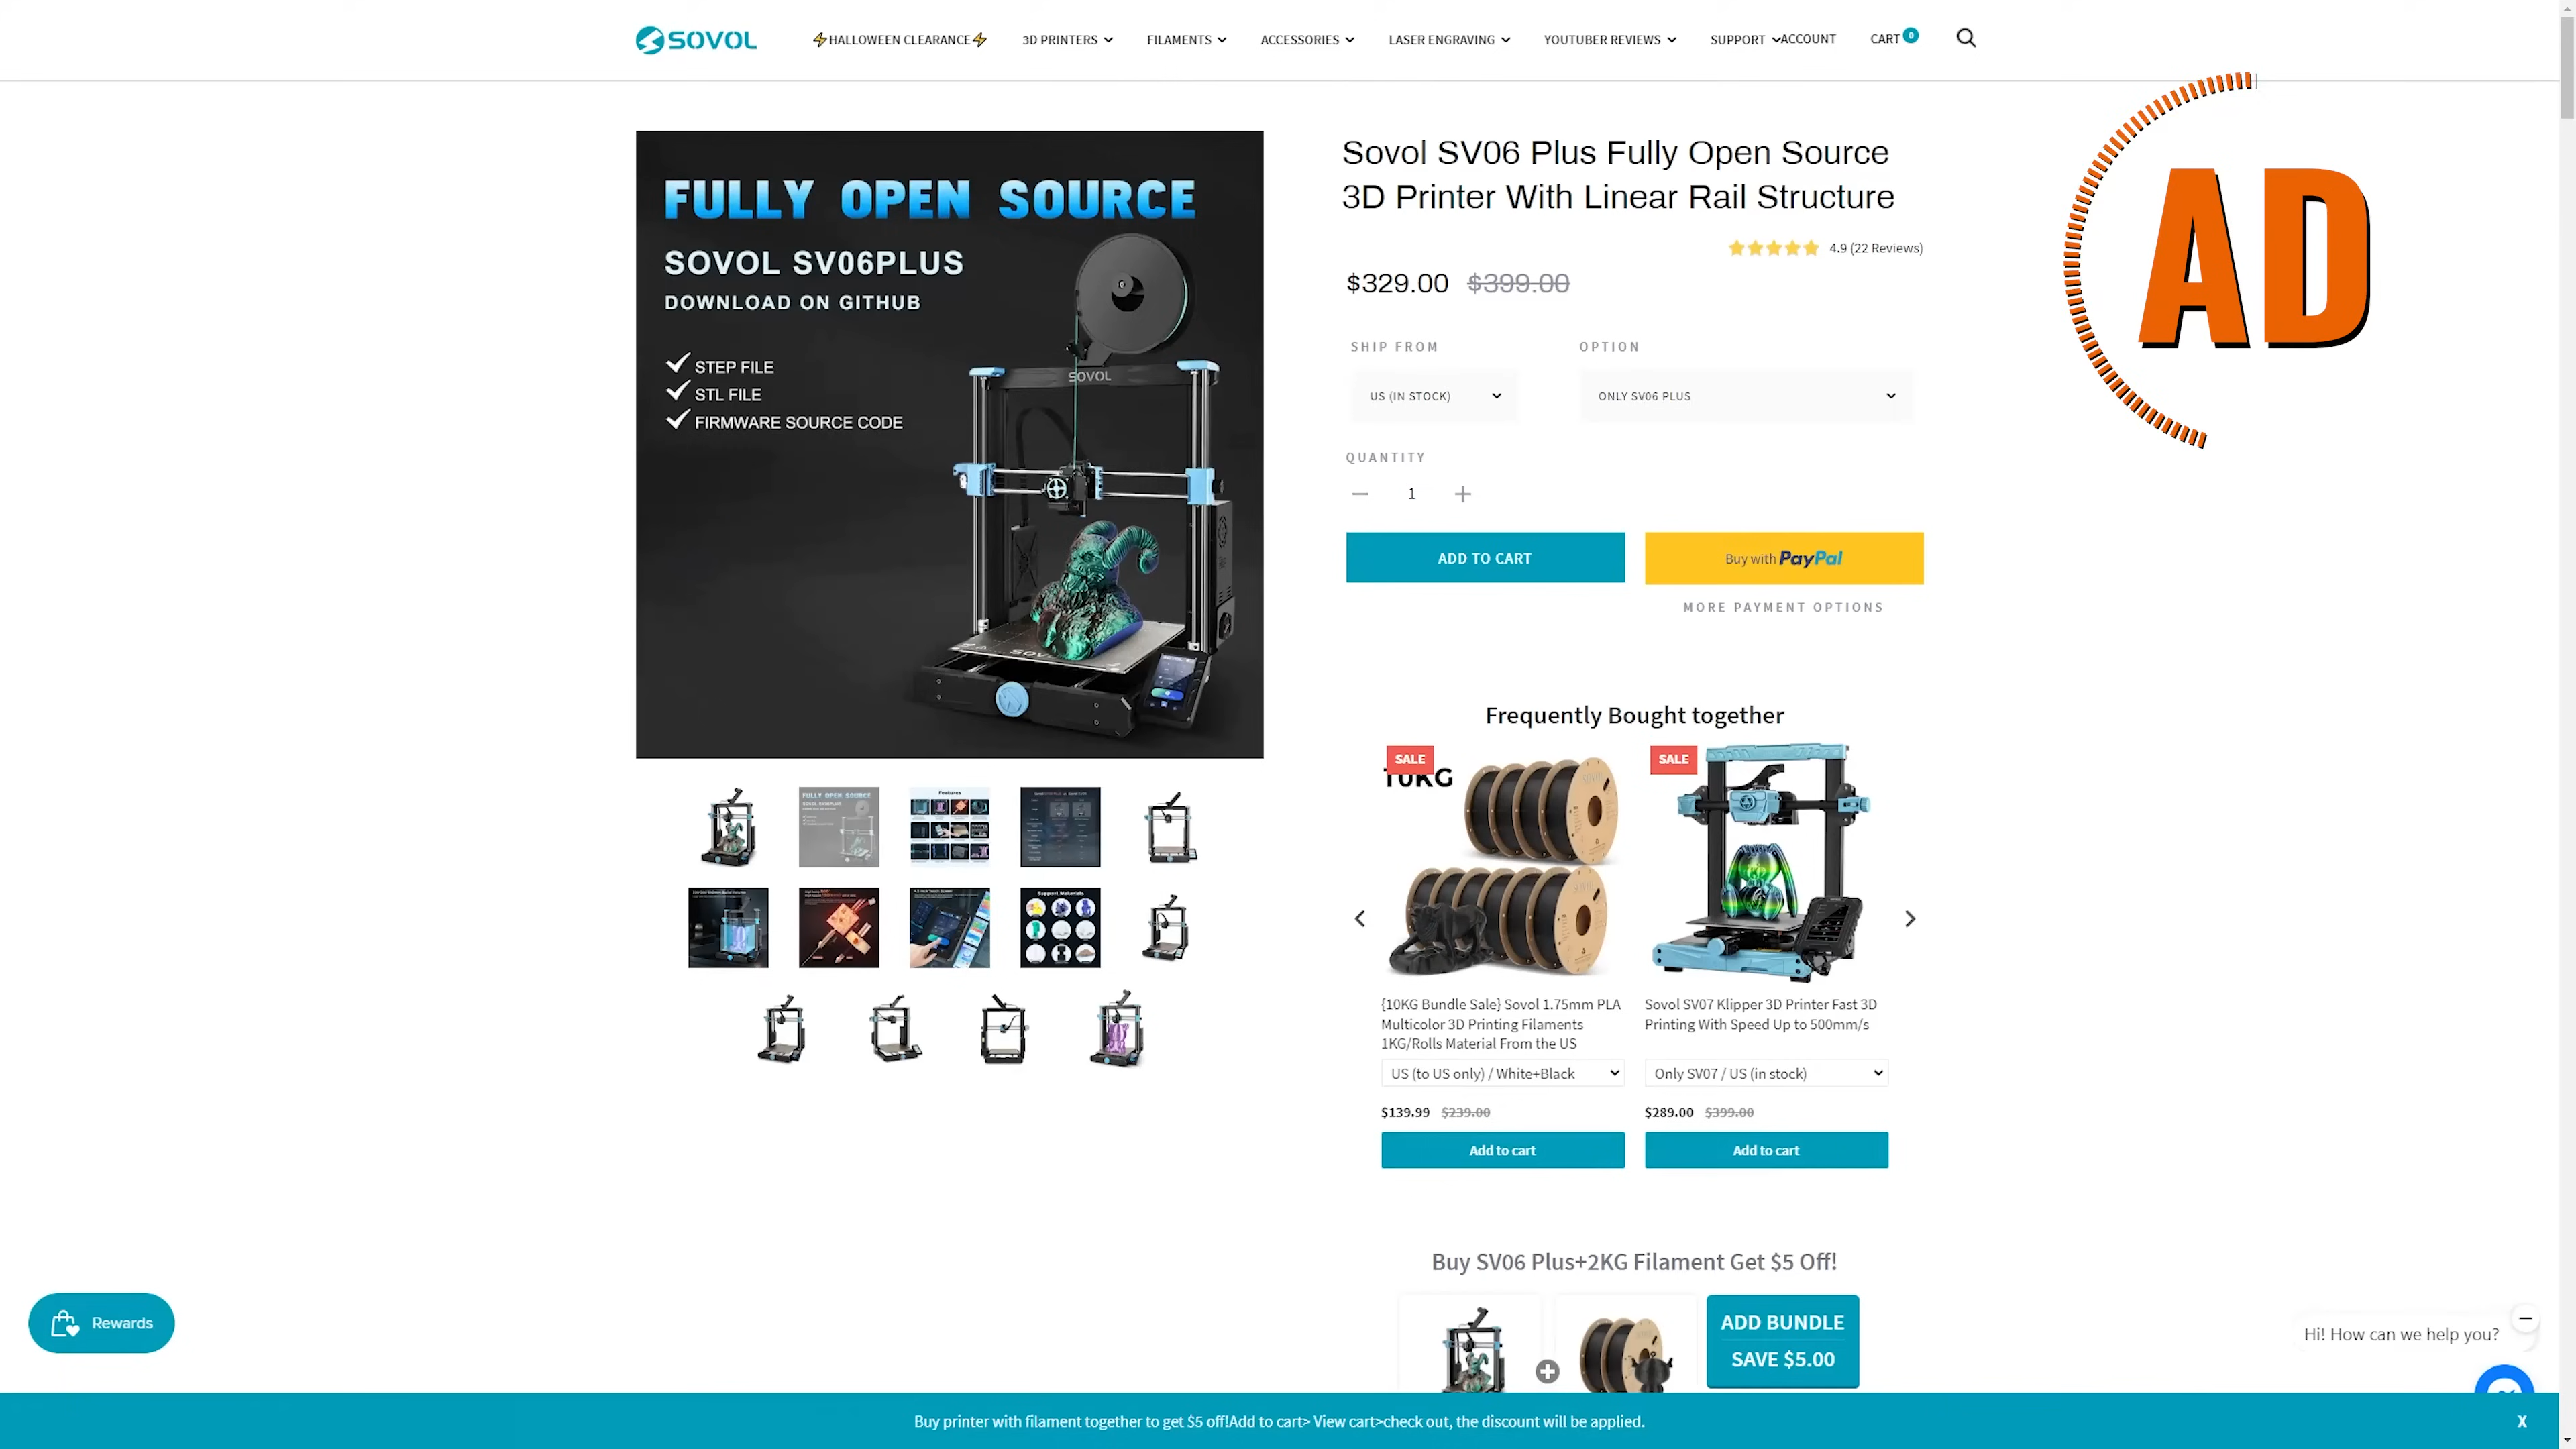 SOVOL
⚡HALLOWEEN CLEARANCE⚡ 3D PRINTERS FILAMENTS ACCESSORIES LASER ENGRAVING YOUTUBER REVIEWS SUPPORT ACCOUNT CART 0
AD
FULLY OPEN SOURCE
SOVOL SV06PLUS
DOWNLOAD ON GITHUB
STEP FILE
STL FILE
FIRMWARE SOURCE CODE
SOVOL
Sovol SV06 Plus Fully Open Source
3D Printer With Linear Rail Structure
4.9 (22 Reviews)
$329.00 $399.00
SHIP FROM OPTION
US (IN STOCK) ONLY SV06 PLUS
QUANTITY
1
ADD TO CART Buy with PayPal
MORE PAYMENT OPTIONS
Features
Support Materials
Frequently Bought together
SALE SALE
10KG
{10KG Bundle Sale} Sovol 1.75mm PLA
Multicolor 3D Printing Filaments
1KG/Rolls Material From the US
US (to US only) / White+Black
$139.99 $239.00
Add to cart
Sovol SV07 Klipper 3D Printer Fast 3D
Printing With Speed Up to 500mm/s
Only SV07 / US (in stock)
$289.00 $399.00
Add to cart
Buy SV06 Plus+2KG Filament Get $5 Off!
ADD BUNDLE
SAVE $5.00
Rewards
Hi! How can we help you?
Buy printer with filament together to get $5 off!Add to cart> View cart>check out, the discount will be applied.
X